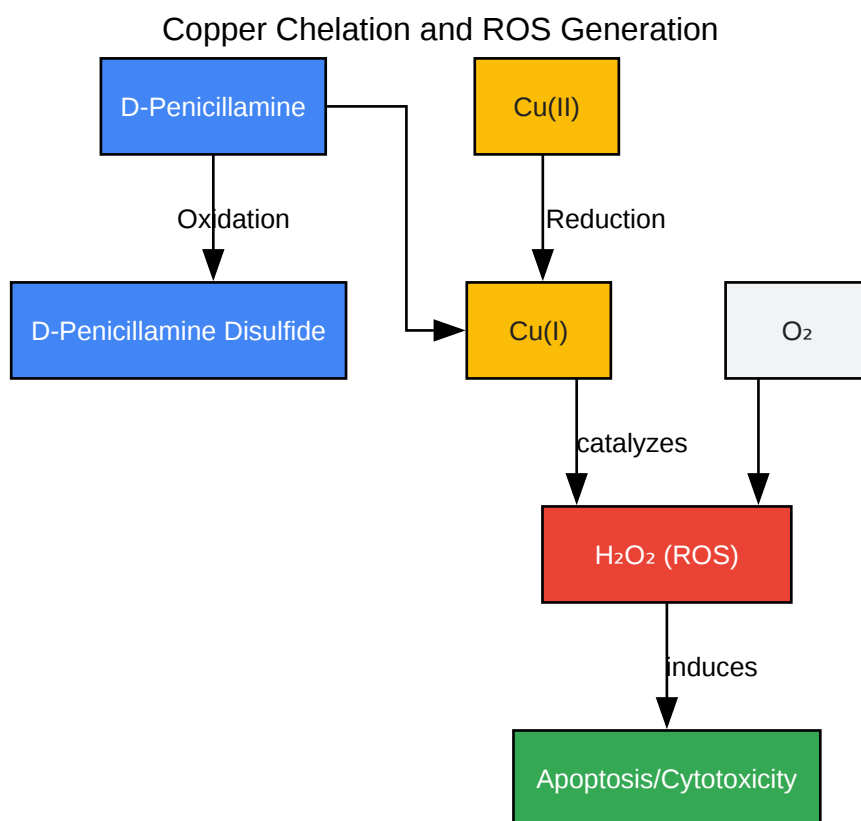 Copper Chelation and ROS Generation
D-Penicillamine
Cu(II)
Oxidation
Reduction
D-Penicillamine Disulfide
Cu(I)
O₂
catalyzes
H₂O₂ (ROS)
induces
Apoptosis/Cytotoxicity